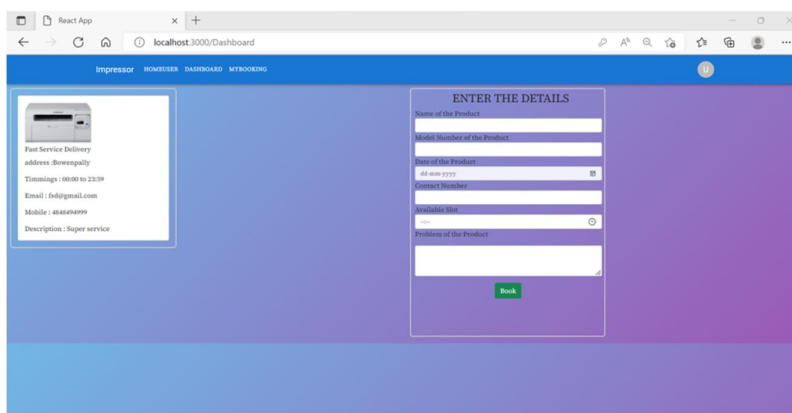 React App
localhost:3000/Dashboard
Impressor HOMEUSER DASHBOARD MYBOOKING
U
Fast Service Delivery
address :Bowenpally
Timmings : 00:00 to 23:59
Email : fsd@gmail.com
Mobile : 4848494999
Description : Super service
ENTER THE DETAILS
Name of the Product
Model Number of the Product
Date of the Product
dd-mm-yyyy
Contact Number
Available Slot
--:--
Problem of the Product
Book